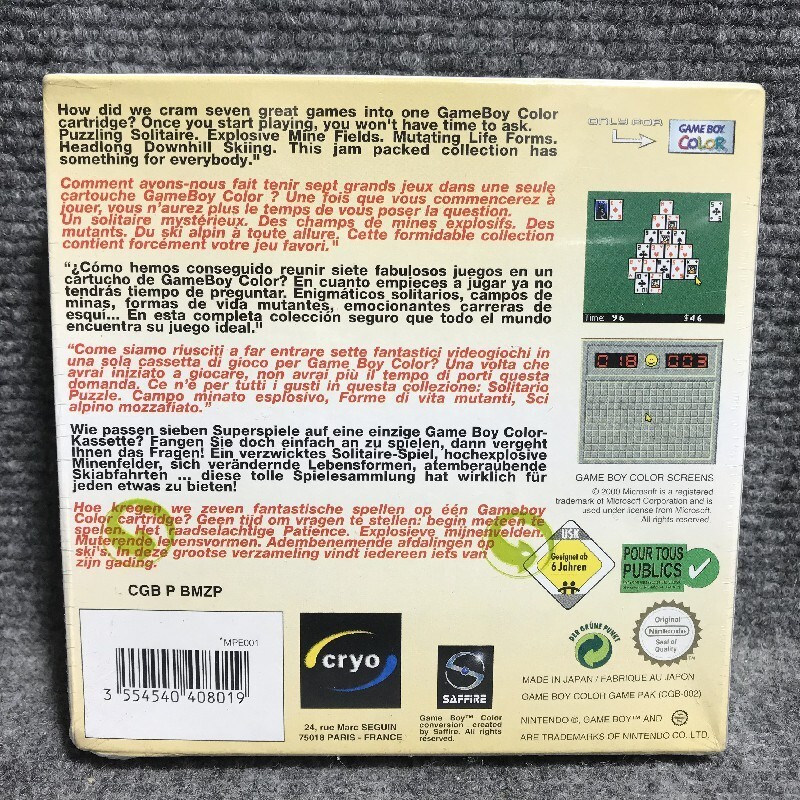 How did we cram seven great games into one GameBoy Color
cartridge? Once you start playing, you won't have time to ask.
Puzzling Solitaire. Explosive Mine Fields. Mutating Life Forms.
Headlong Downhill Skiing. This jam packed collection has
something for everybody."
Comment avons-nous fait tenir sept grands jeux dans une seule
cartouche GameBoy Color ? Une fois que vous commencerez à
jouer, vous n'aurez plus le temps de vous poser la question.
Un solitaire mystérieux. Des champs de mines explosifs. Des
mutants. Du ski alpin à toute allure. Cette formidable collection
contient forcément votre jeu favori."
"¿Cómo hemos conseguido reunir siete fabulosos juegos en un
cartucho de GameBoy Color? En cuanto empieces a jugar ya no
tendrás tiempo de preguntar. Enigmáticos solitarios, campos de
minas, formas de vida mutantes, emocionantes carreras de
esquí... En esta completa colección seguro que todo el mundo
encuentra su juego ideal."
"Come siamo riusciti a far entrare sette fantastici videogiochi in
una sola cassetta di gioco per Game Boy Color? Una volta che
avrai iniziato a giocare, non avrai più il tempo di porti questa
domanda. Ce n'è per tutti i gusti in questa collezione: Solitario
Puzzle. Campo minato esplosivo, Forme di vita mutanti, Sci
alpino mozzafiato."
Wie passen sieben Superspiele auf eine einzige Game Boy Color-
Kassette? Fangen Sie doch einfach an zu spielen, dann vergeht
Ihnen das Fragen! Ein verzwicktes Solitaire-Spiel, hochexplosive
Minenfelder, sich verändernde Lebensformen, atemberaubende
Skiabfahrten ... diese tolle Spielesammlung hat wirklich für
jeden etwas zu bieten!
Hoe kregen we zeven fantastische spellen op één Gameboy
Color cartridge? Geen tijd om vragen te stellen: begin meteen te
spelen. Het raadselachtige Patience. Explosieve mijnenvelden.
Muterende levensvormen. Adembenemende afdalingen op
ski's. In deze grootse verzameling vindt iedereen iets van
zijn gading.
CGB P BMZP
*MPE001
3 554540 408019
cryo
24, rue Marc SEGUIN
75018 PARIS - FRANCE
SAFFIRE
Game Boy™ Color
conversion created
by Saffire. All rights
reserved.
ONLY FOR
GAME BOY
COLOR
Time: 96 $46
018 003
GAME BOY COLOR SCREENS
© 2000 Microsoft is a registered
trademark of Microsoft Corporation and is
used under license from Microsoft.
All rights reserved.
USK
Geeignet ab
6 Jahren
POUR TOUS
PUBLICS
DER GRÜNE PUNKT
Original
Nintendo
Seal of
Quality
MADE IN JAPAN / FABRIQUE AU JAPON
GAME BOY COLOR GAME PAK (CGB-002)
NINTENDO ®, GAME BOY™ AND
ARE TRADEMARKS OF NINTENDO CO. LTD.